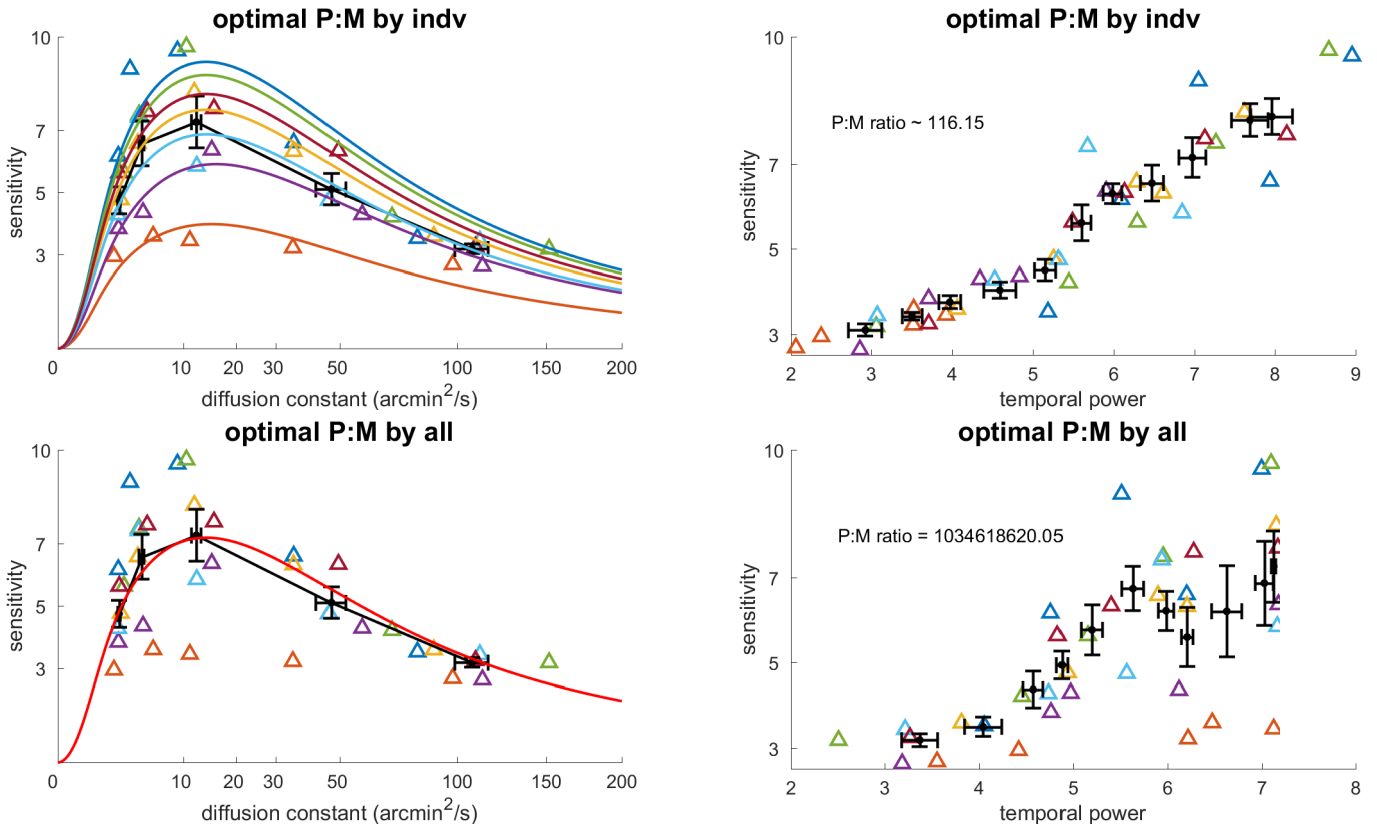 optimal P:M by indv
10
7
5
3
sensitivity
0 10 20 30 50 100 150 200
diffusion constant (arcmin2/s)
optimal P:M by indv
10
7
5
3
sensitivity
P:M ratio ~ 116.15
2 3 4 5 6 7 8 9
temporal power
optimal P:M by all
10
7
5
3
sensitivity
0 10 20 30 50 100 150 200
diffusion constant (arcmin2/s)
optimal P:M by all
10
7
5
3
sensitivity
P:M ratio = 1034618620.05
2 3 4 5 6 7 8
temporal power